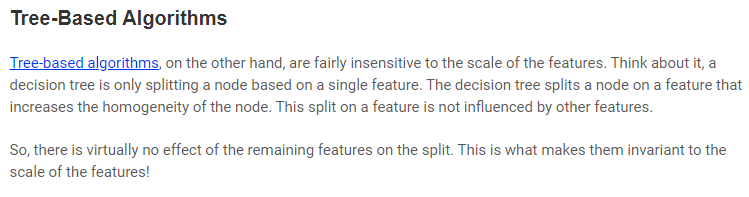 Tree-Based Algorithms
Tree-based algorithms, on the other hand, are fairly insensitive to the scale of the features. Think about it, a
decision tree is only splitting a node based on a single feature. The decision tree splits a node on a feature that
increases the homogeneity of the node. This split on a feature is not influenced by other features.
So, there is virtually no effect of the remaining features on the split. This is what makes them invariant to the
scale of the features!